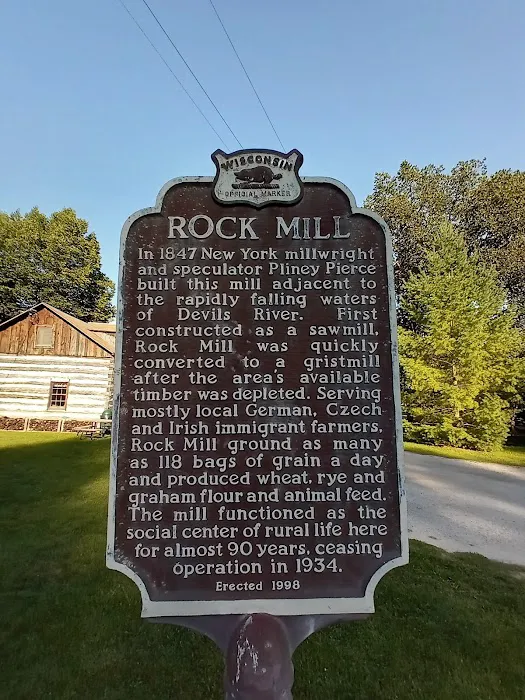 WISCONSIN
OFFICIAL MARKER
ROCK MILL
In 1847 New York millwright
and speculator Pliney Pierce
built this mill adjacent to
the rapidly falling waters
of Devils River. First
constructed as a sawmill,
Rock Mill was quickly
converted to a gristmill
after the area's available
timber was depleted. Serving
mostly local German, Czech
and Irish immigrant farmers,
Rock Mill ground as many
as 118 bags of grain a day
and produced wheat, rye and
graham flour and animal feed.
The mill functioned as the
social center of rural life here
for almost 90 years, ceasing
operation in 1934.
Erected 1998